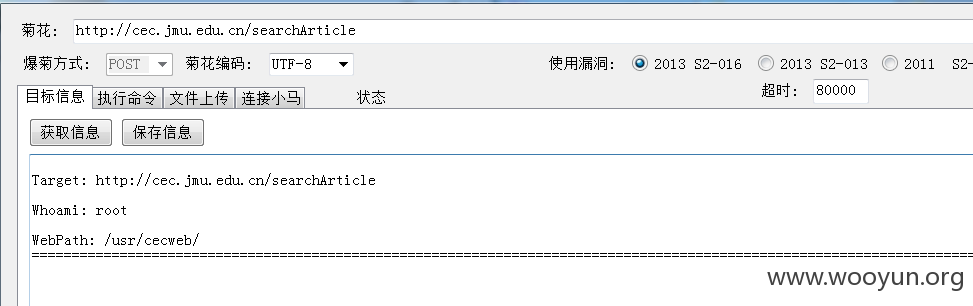 菊花: http://cec.jmu.edu.cn/searchArticle
爆菊方式: POST 菊花编码: UTF-8 使用漏洞: 2013 S2-016 2013 S2-013 2011 S2-
目标信息 执行命令 文件上传 连接小马 状态 超时: 80000
获取信息 保存信息
Target: http://cec.jmu.edu.cn/searchArticle
Whoami: root
WebPath: /usr/cecweb/
================================================================================================================
www.wooyun.org